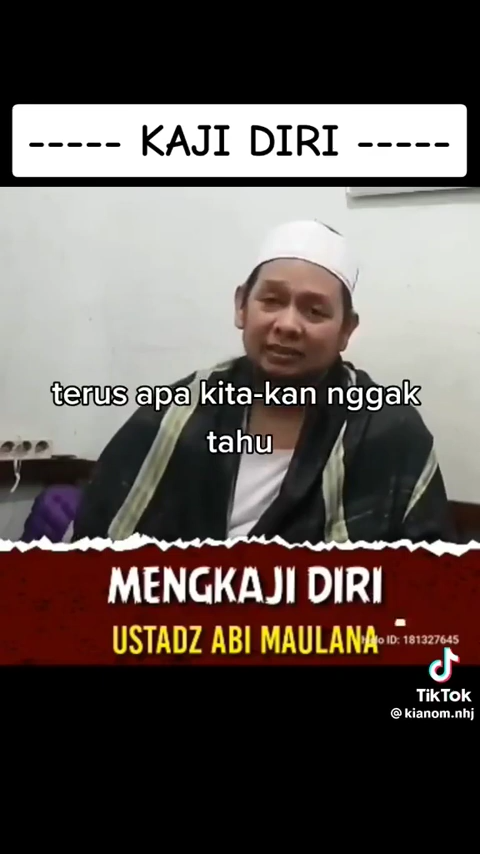 ----- KAJI DIRI -----
terus apa kita-kan nggak
tahu
MENGKAJI DIRI
USTADZ ABI MAULANA
ID: 181327645
TikTok
@kianom.nhj